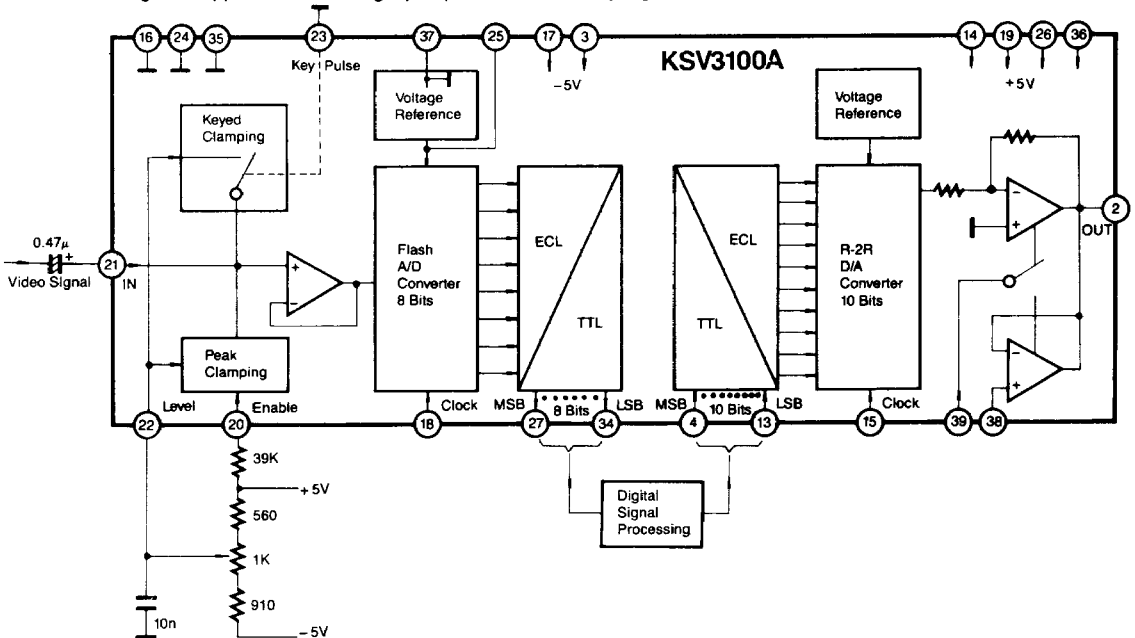 16
24
35
23
37
25
17
3
14
19
26
36
Key Pulse
-5V
KSV3100A
+5V
Keyed
Clamping
Voltage
Reference
Voltage
Reference
0.47μ
+
Video Signal
21
IN
+
−
Flash
A/D
Converter
8 Bits
ECL
TTL
ECL
TTL
R-2R
D/A
Converter
10 Bits
−
+
2
OUT
−
+
Peak
Clamping
Level
Enable
Clock
MSB
8 Bits
LSB
MSB
10 Bits
LSB
Clock
22
20
18
27
34
4
13
15
39
38
39K
+5V
560
1K
910
-5V
10n
Digital
Signal
Processing